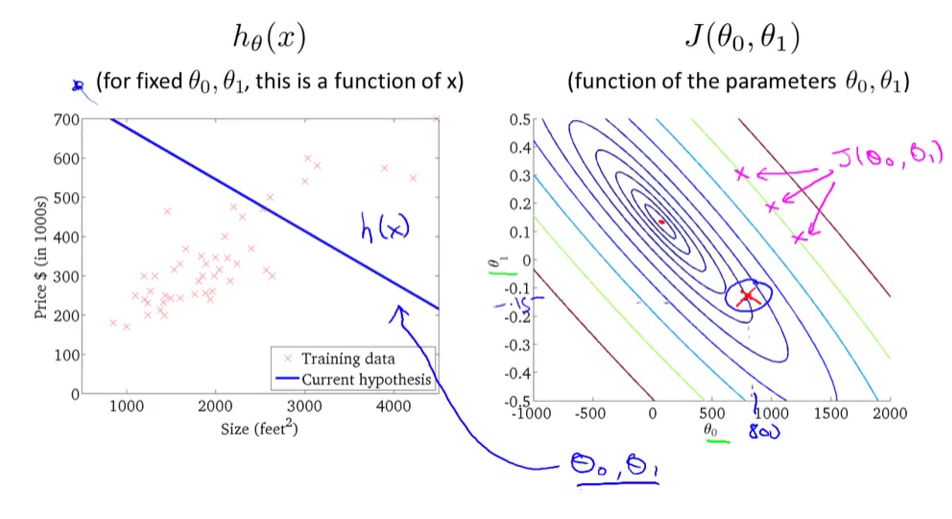 hθ(x)
(for fixed θ₀, θ₁, this is a function of x)
700
600
500
400
300
200
100
0
Price $ (in 1000s)
h(x)
Training data
Current hypothesis
1000 2000 3000 4000
Size (feet²)
J(θ₀, θ₁)
(function of the parameters θ₀, θ₁)
0.5
0.4
0.3
0.2
0.1
0
-0.1
-.15
-0.2
-0.3
-0.4
-0.5
θ₁
J(θ₀, θ₁)
-1000 -500 0 500 1000 1500 2000
θ₀
800
θ₀, θ₁